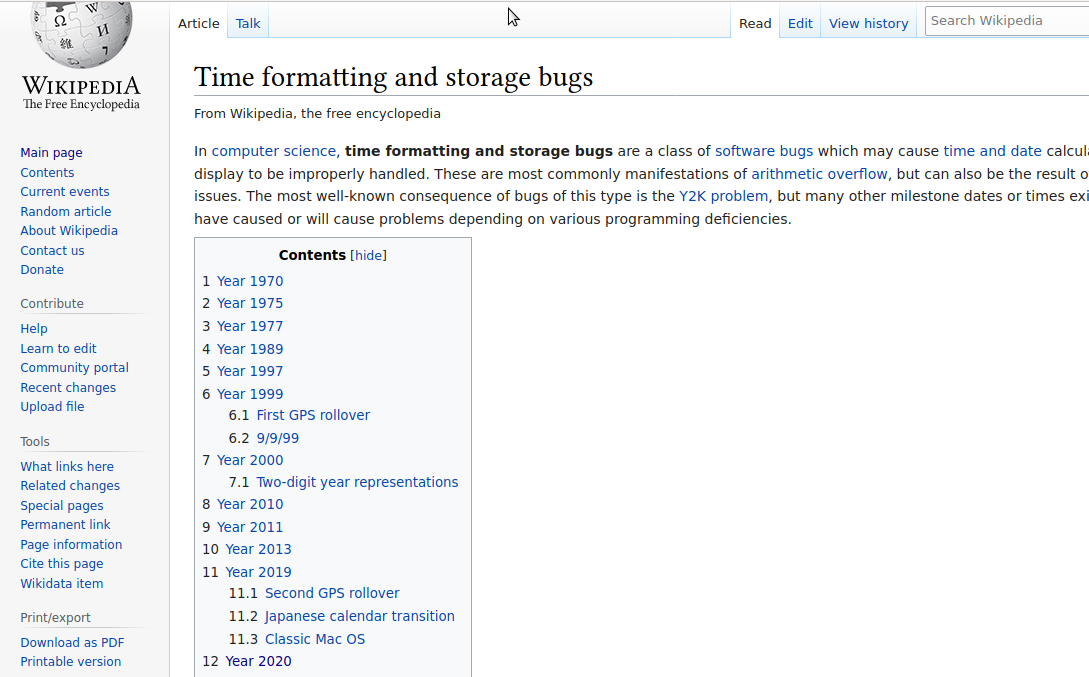 Article
Talk
Read
Edit
View history
Search Wikipedia
WIKIPEDIA
The Free Encyclopedia
Main page
Contents
Current events
Random article
About Wikipedia
Contact us
Donate
Contribute
Help
Learn to edit
Community portal
Recent changes
Upload file
Tools
What links here
Related changes
Special pages
Permanent link
Page information
Cite this page
Wikidata item
Print/export
Download as PDF
Printable version
Time formatting and storage bugs
From Wikipedia, the free encyclopedia
In computer science, time formatting and storage bugs are a class of software bugs which may cause time and date
display to be improperly handled. These are most commonly manifestations of arithmetic overflow, but can also be the result
issues. The most well-known consequence of bugs of this type is the Y2K problem, but many other milestone dates or times
have caused or will cause problems depending on various programming deficiencies.
Contents [hide]
1 Year 1970
2 Year 1975
3 Year 1977
4 Year 1989
5 Year 1997
6 Year 1999
6.1 First GPS rollover
6.2 9/9/99
7 Year 2000
7.1 Two-digit year representations
8 Year 2010
9 Year 2011
10 Year 2013
11 Year 2019
11.1 Second GPS rollover
11.2 Japanese calendar transition
11.3 Classic Mac OS
12 Year 2020